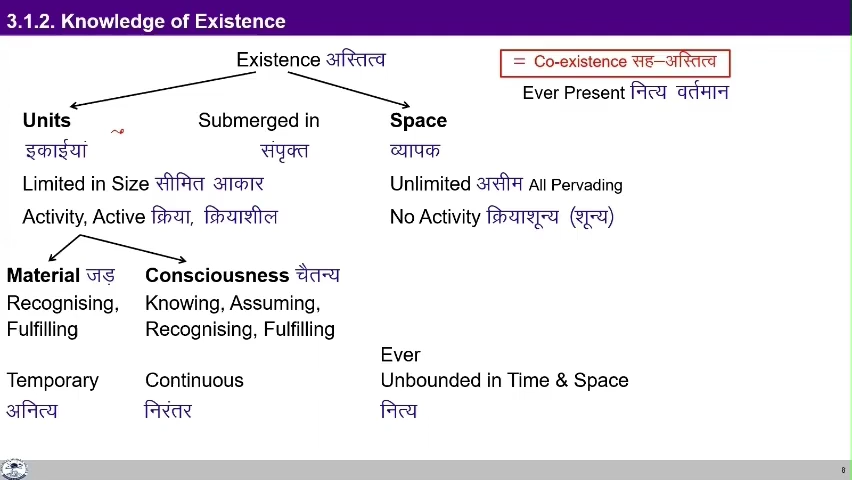 3.1.2. Knowledge of Existence
Existence अस्तित्व
= Co-existence सह–अस्तित्व
Ever Present नित्य वर्तमान
Units Submerged in Space
इकाईयां संपृक्त व्यापक
Limited in Size सीमित आकार Unlimited असीम All Pervading
Activity, Active क्रिया, क्रियाशील No Activity क्रियाशून्य (शून्य)
Material जड़ Consciousness चैतन्य
Recognising, Knowing, Assuming,
Fulfilling Recognising, Fulfilling
Ever
Temporary Continuous Unbounded in Time & Space
अनित्य निरंतर नित्य
8